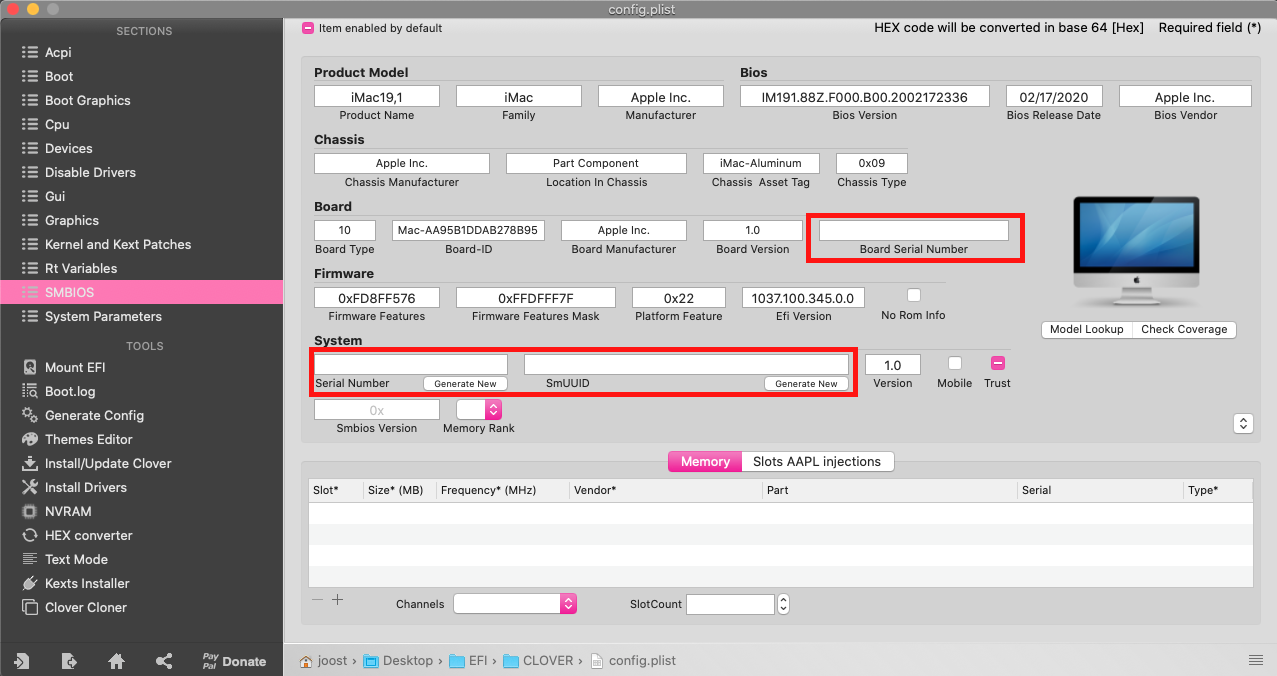 config.plist
SECTIONS
Acpi
Boot
Boot Graphics
Cpu
Devices
Disable Drivers
Gui
Graphics
Kernel and Kext Patches
Rt Variables
SMBIOS
System Parameters
TOOLS
Mount EFI
Boot.log
Generate Config
Themes Editor
Install/Update Clover
Install Drivers
NVRAM
HEX converter
Text Mode
Kexts Installer
Clover Cloner
Pay Pal Donate
Item enabled by default HEX code will be converted in base 64 [Hex] Required field (*)
Product Model Bios
iMac19,1 iMac Apple Inc. IM191.88Z.F000.B00.2002172336 02/17/2020 Apple Inc.
Product Name Family Manufacturer Bios Version Bios Release Date Bios Vendor
Chassis
Apple Inc. Part Component iMac-Aluminum 0x09
Chassis Manufacturer Location In Chassis Chassis Asset Tag Chassis Type
Board
10 Mac-AA95B1DDAB278B95 Apple Inc. 1.0
Board Type Board-ID Board Manufacturer Board Version Board Serial Number
Firmware
0xFD8FF576 0xFFDFFF7F 0x22 1037.100.345.0.0
Firmware Features Firmware Features Mask Platform Feature Efi Version No Rom Info
Model Lookup Check Coverage
System
1.0
Serial Number Generate New SmUUID Generate New Version Mobile Trust
0x
Smbios Version Memory Rank
Memory Slots AAPL injections
Slot* Size* (MB) Frequency* (MHz) Vendor* Part Serial Type*
Channels SlotCount
joost › Desktop › EFI › CLOVER › config.plist